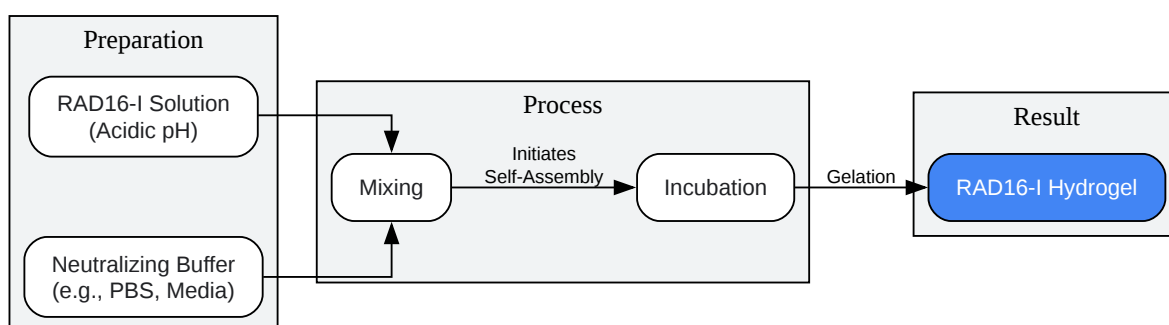 Preparation
RAD16-I Solution
(Acidic pH)
Neutralizing Buffer
(e.g., PBS, Media)
Process
Mixing
Initiates
Self-Assembly
Incubation
Gelation
Result
RAD16-I Hydrogel